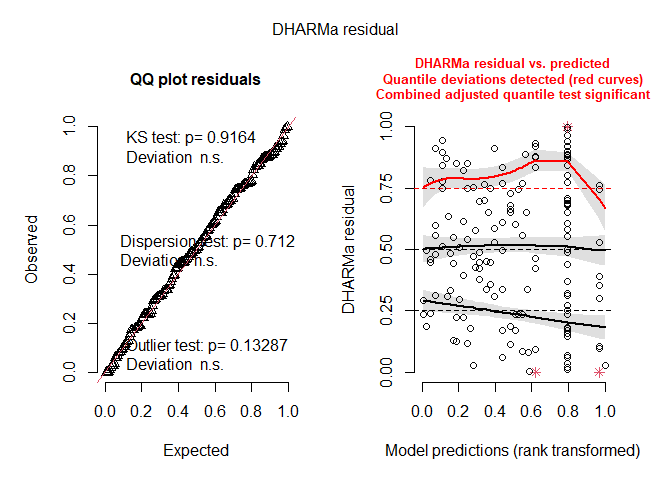 DHARMa residual
QQ plot residuals
KS test: p= 0.9164
Deviation n.s.
Dispersion test: p= 0.712
Deviation n.s.
Outlier test: p= 0.13287
Deviation n.s.
Observed
0.0 0.2 0.4 0.6 0.8 1.0
0.0 0.2 0.4 0.6 0.8 1.0
Expected
DHARMa residual vs. predicted
Quantile deviations detected (red curves)
Combined adjusted quantile test significant
DHARMa residual
0.00 0.25 0.50 0.75 1.00
0.0 0.2 0.4 0.6 0.8 1.0
Model predictions (rank transformed)